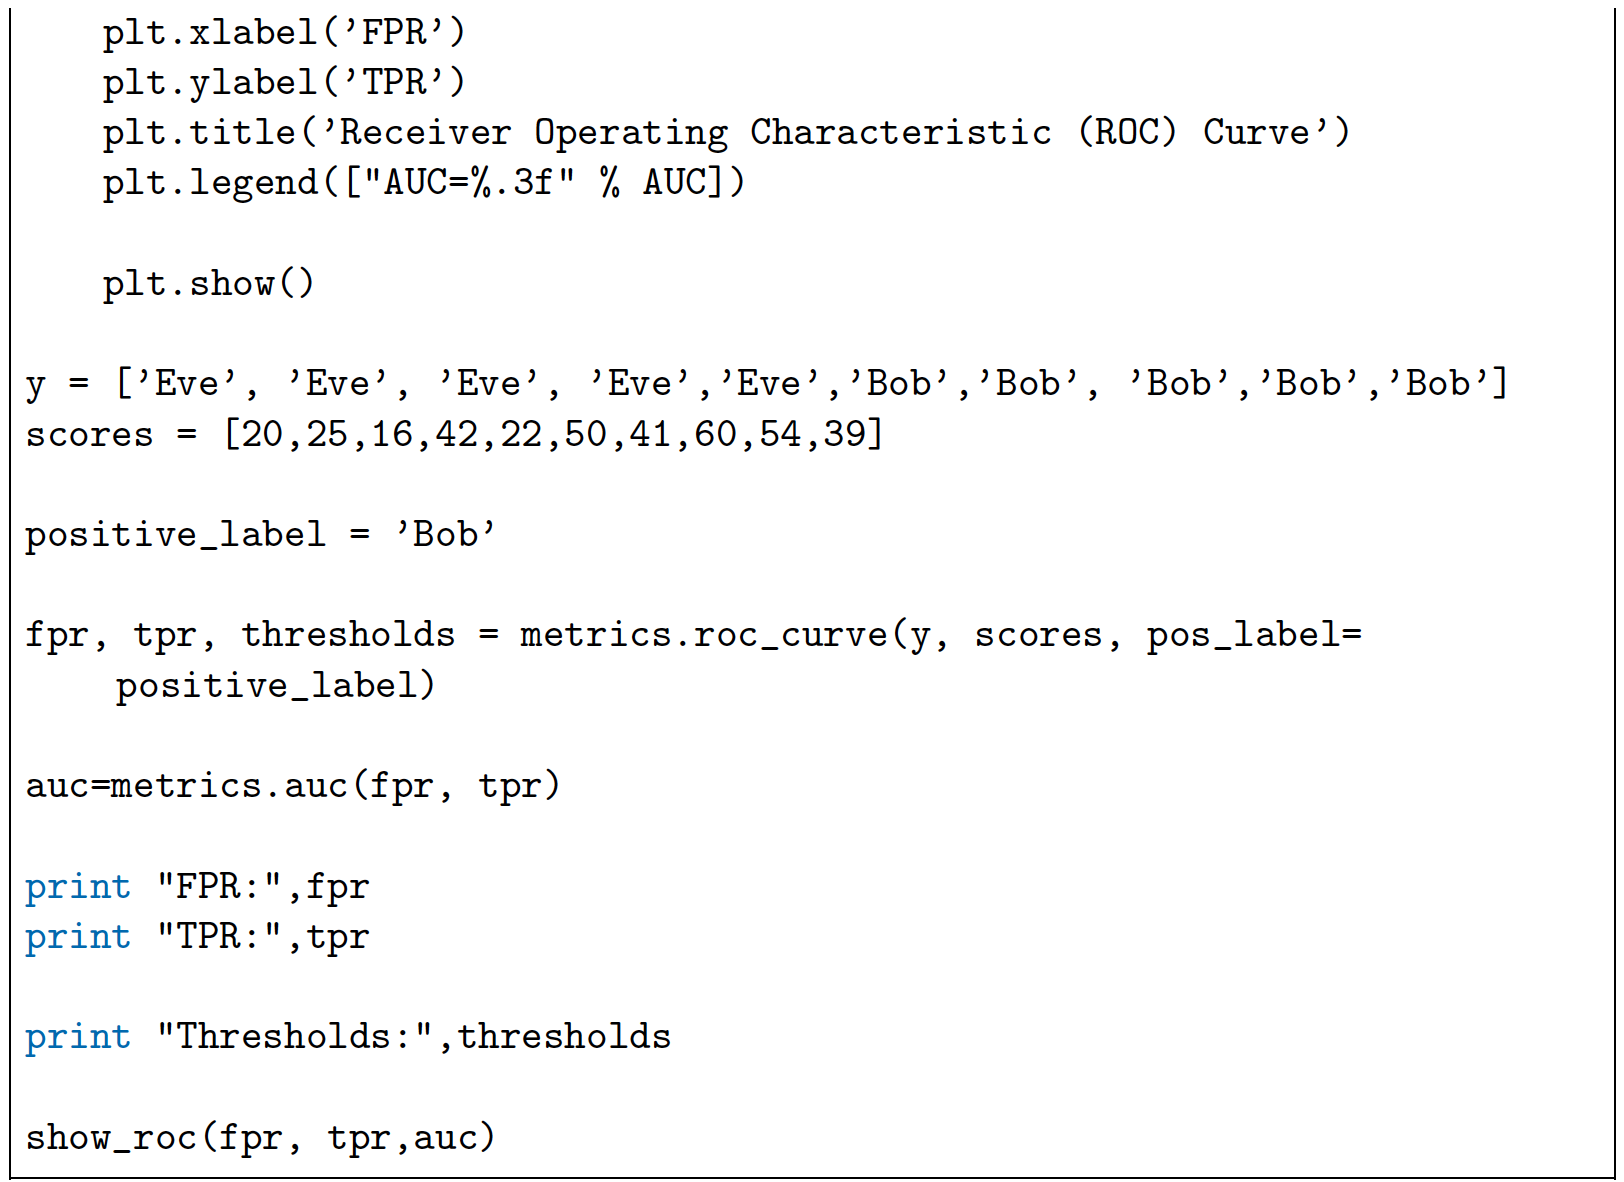 plt.xlabel(’FPR’)
plt.ylabel(’TPR’)
plt.title(’Receiver Operating Characteristic (ROC) Curve’)
plt.legend(["AUC=%.3f" % AUC])
plt.show()
y = [’Eve’, ’Eve’, ’Eve’, ’Eve’,’Eve’,’Bob’,’Bob’, ’Bob’,’Bob’,’Bob’]
scores = [20,25,16,42,22,50,41,60,54,39]
positive_label = ’Bob’
fpr, tpr, thresholds = metrics.roc_curve(y, scores, pos_label=
positive_label)
auc=metrics.auc(fpr, tpr)
print "FPR:",fpr
print "TPR:",tpr
print "Thresholds:",thresholds
show_roc(fpr, tpr,auc)